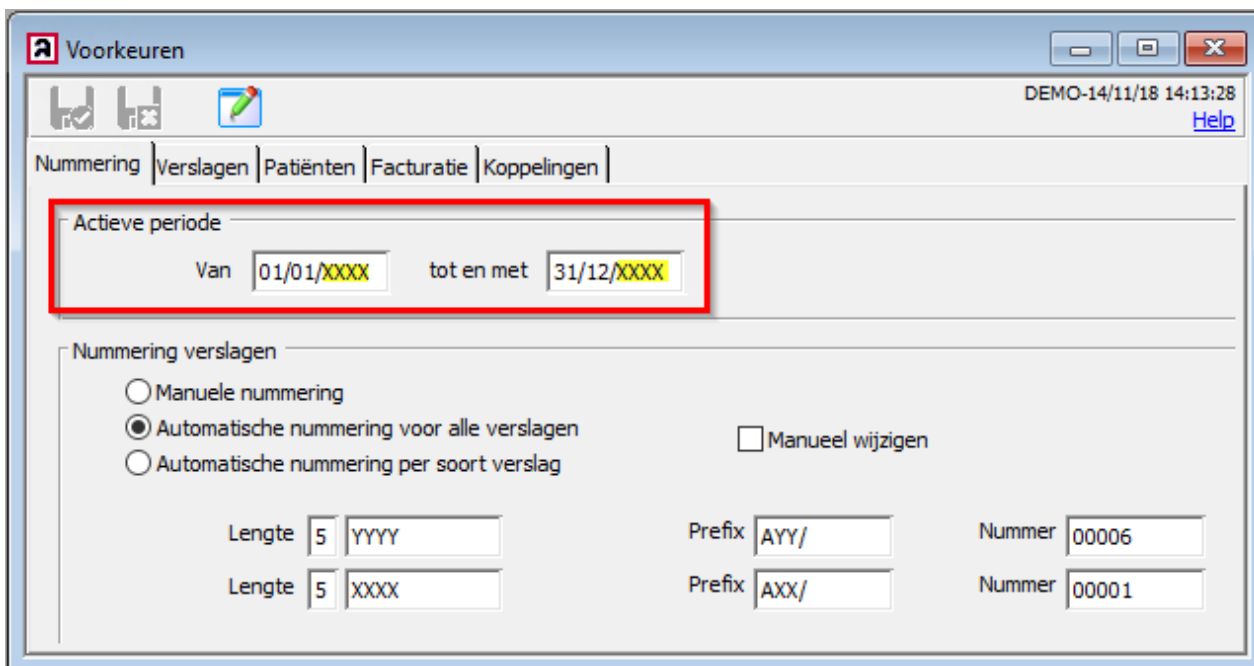 Voorkeuren
DEMO-14/11/18 14:13:28
Help
Nummering Verslagen Patiënten Facturatie Koppelingen
Actieve periode
Van 01/01/XXXX tot en met 31/12/XXXX
Nummering verslagen
Manuele nummering
Automatische nummering voor alle verslagen Manueel wijzigen
Automatische nummering per soort verslag
Lengte 5 YYYY Prefix AYY/ Nummer 00006
Lengte 5 XXXX Prefix AXX/ Nummer 00001